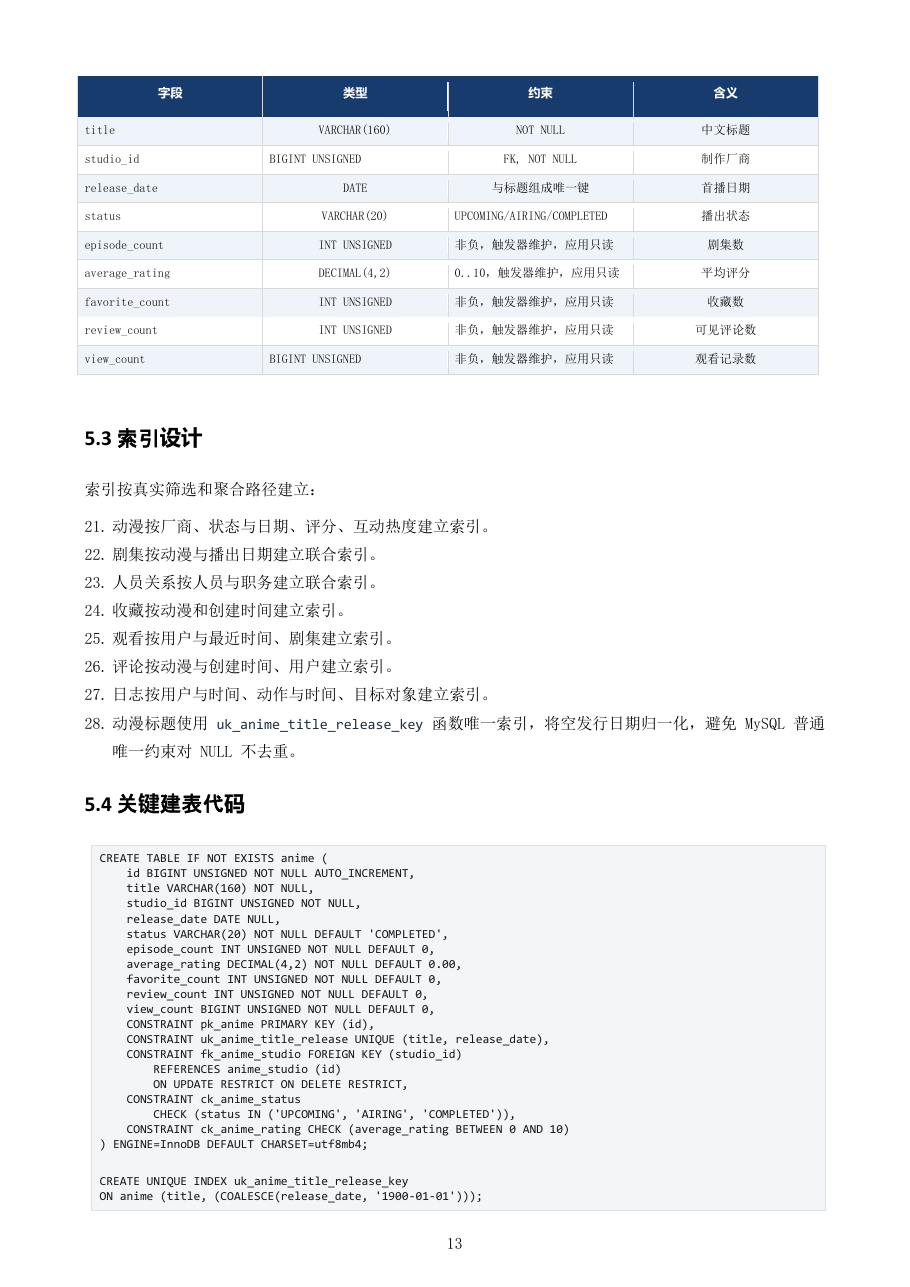 字段 类型 约束 含义
title VARCHAR(160) NOT NULL 中文标题
studio_id BIGINT UNSIGNED FK, NOT NULL 制作厂商
release_date DATE 与标题组成唯一键 首播日期
status VARCHAR(20) UPCOMING/AIRING/COMPLETED 播出状态
episode_count INT UNSIGNED 非负，触发器维护，应用只读 剧集数
average_rating DECIMAL(4,2) 0..10，触发器维护，应用只读 平均评分
favorite_count INT UNSIGNED 非负，触发器维护，应用只读 收藏数
review_count INT UNSIGNED 非负，触发器维护，应用只读 可见评论数
view_count BIGINT UNSIGNED 非负，触发器维护，应用只读 观看记录数
5.3 索引设计
索引按真实筛选和聚合路径建立：
21. 动漫按厂商、状态与日期、评分、互动热度建立索引。
22. 剧集按动漫与播出日期建立联合索引。
23. 人员关系按人员与职务建立联合索引。
24. 收藏按动漫和创建时间建立索引。
25. 观看按用户与最近时间、剧集建立索引。
26. 评论按动漫与创建时间、用户建立索引。
27. 日志按用户与时间、动作与时间、目标对象建立索引。
28. 动漫标题使用 uk_anime_title_release_key 函数唯一索引，将空发行日期归一化，避免 MySQL 普通
唯一约束对 NULL 不去重。
5.4 关键建表代码
CREATE TABLE IF NOT EXISTS anime (
    id BIGINT UNSIGNED NOT NULL AUTO_INCREMENT,
    title VARCHAR(160) NOT NULL,
    studio_id BIGINT UNSIGNED NOT NULL,
    release_date DATE NULL,
    status VARCHAR(20) NOT NULL DEFAULT 'COMPLETED',
    episode_count INT UNSIGNED NOT NULL DEFAULT 0,
    average_rating DECIMAL(4,2) NOT NULL DEFAULT 0.00,
    favorite_count INT UNSIGNED NOT NULL DEFAULT 0,
    review_count INT UNSIGNED NOT NULL DEFAULT 0,
    view_count BIGINT UNSIGNED NOT NULL DEFAULT 0,
    CONSTRAINT pk_anime PRIMARY KEY (id),
    CONSTRAINT uk_anime_title_release UNIQUE (title, release_date),
    CONSTRAINT fk_anime_studio FOREIGN KEY (studio_id)
        REFERENCES anime_studio (id)
        ON UPDATE RESTRICT ON DELETE RESTRICT,
    CONSTRAINT ck_anime_status
        CHECK (status IN ('UPCOMING', 'AIRING', 'COMPLETED')),
    CONSTRAINT ck_anime_rating CHECK (average_rating BETWEEN 0 AND 10)
) ENGINE=InnoDB DEFAULT CHARSET=utf8mb4;
CREATE UNIQUE INDEX uk_anime_title_release_key
ON anime (title, (COALESCE(release_date, '1900-01-01')));
13